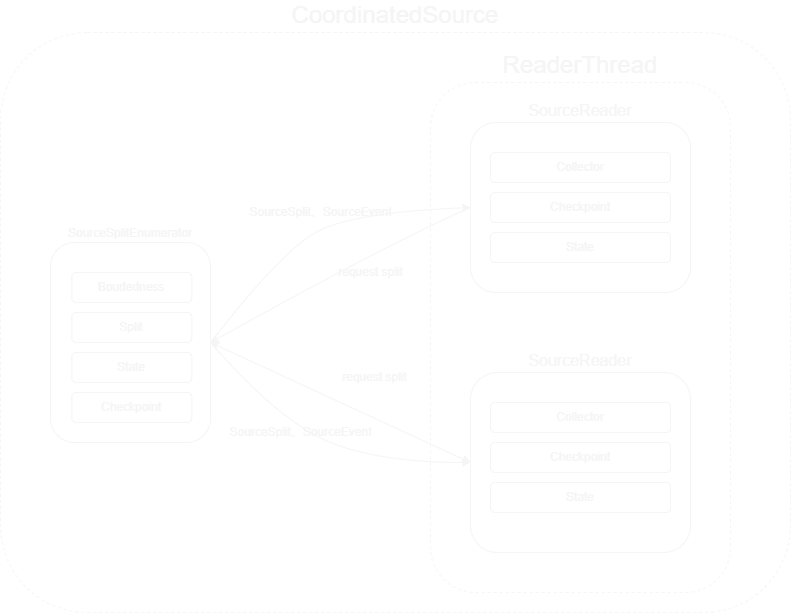 CoordinatedSource
ReaderThread
SourceReader
Collector
Checkpoint
State
SourceSplit、SourceEvent
request split
SourceSplitEnumerator
Boudedness
Split
State
Checkpoint
request split
SourceSplit、SourceEvent
SourceReader
Collector
Checkpoint
State